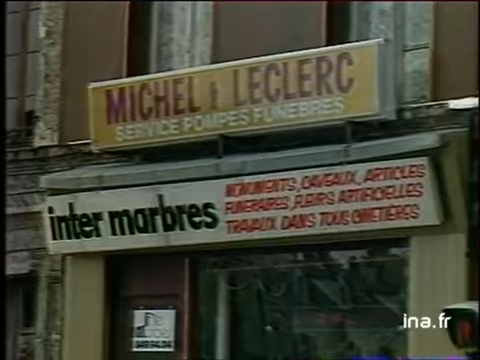 MICHEL E. LECLERC
SERVICE POMPES FUNEBRES
inter marbres
MONUMENTS, CAVEAUX, ARTICLES
FUNERAIRES, FLEURS ARTIFICIELLES
TRAVAUX DANS TOUS CIMETIERES
ina.fr